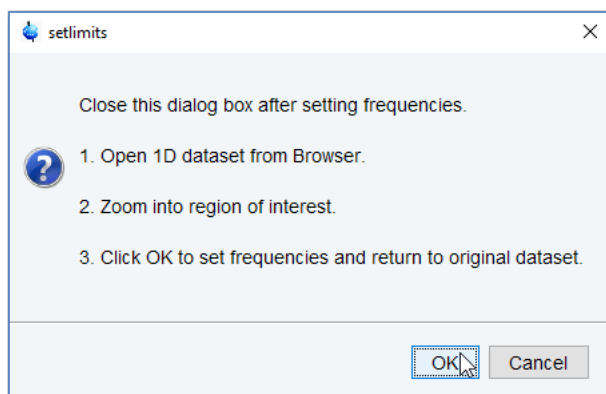 setlimits
Close this dialog box after setting frequencies.
1. Open 1D dataset from Browser.
2. Zoom into region of interest.
3. Click OK to set frequencies and return to original dataset.
OK
Cancel